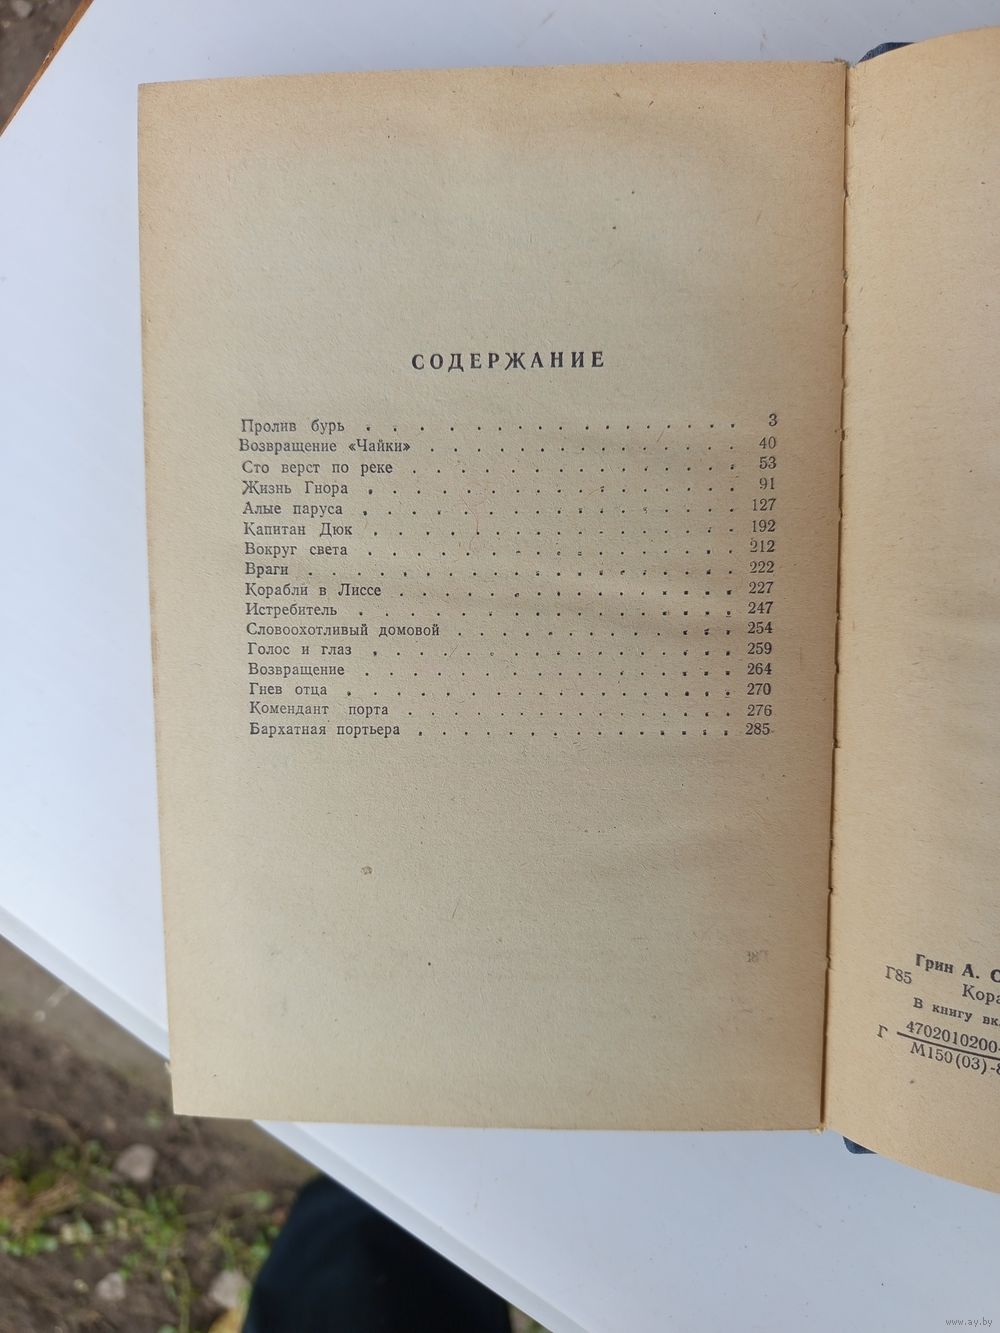 СОДЕРЖАНИЕ
Пролив бурь . . . . . . . . . . . . . . . . 3
Возвращение «Чайки» . . . . . . . . . . . . . 40
Сто верст по реке . . . . . . . . . . . . . . 53
Жизнь Гнора . . . . . . . . . . . . . . . . 91
Алые паруса . . . . . . . . . . . . . . . . 127
Капитан Дюк . . . . . . . . . . . . . . . . 192
Вокруг света . . . . . . . . . . . . . . . . 212
Враги . . . . . . . . . . . . . . . . . . 222
Корабли в Лиссе . . . . . . . . . . . . . . 227
Истребитель . . . . . . . . . . . . . . . . 247
Словоохотливый домовой . . . . . . . . . . . . 254
Голос и глаз . . . . . . . . . . . . . . . . 259
Возвращение . . . . . . . . . . . . . . . . 264
Гнев отца . . . . . . . . . . . . . . . . . 270
Комендант порта . . . . . . . . . . . . . . 276
Бархатная портьера . . . . . . . . . . . . . . 285
Грин А. С
Г85 Кора
В книгу вк
Г 4702010200-
М150(03)-8
www.ay.by